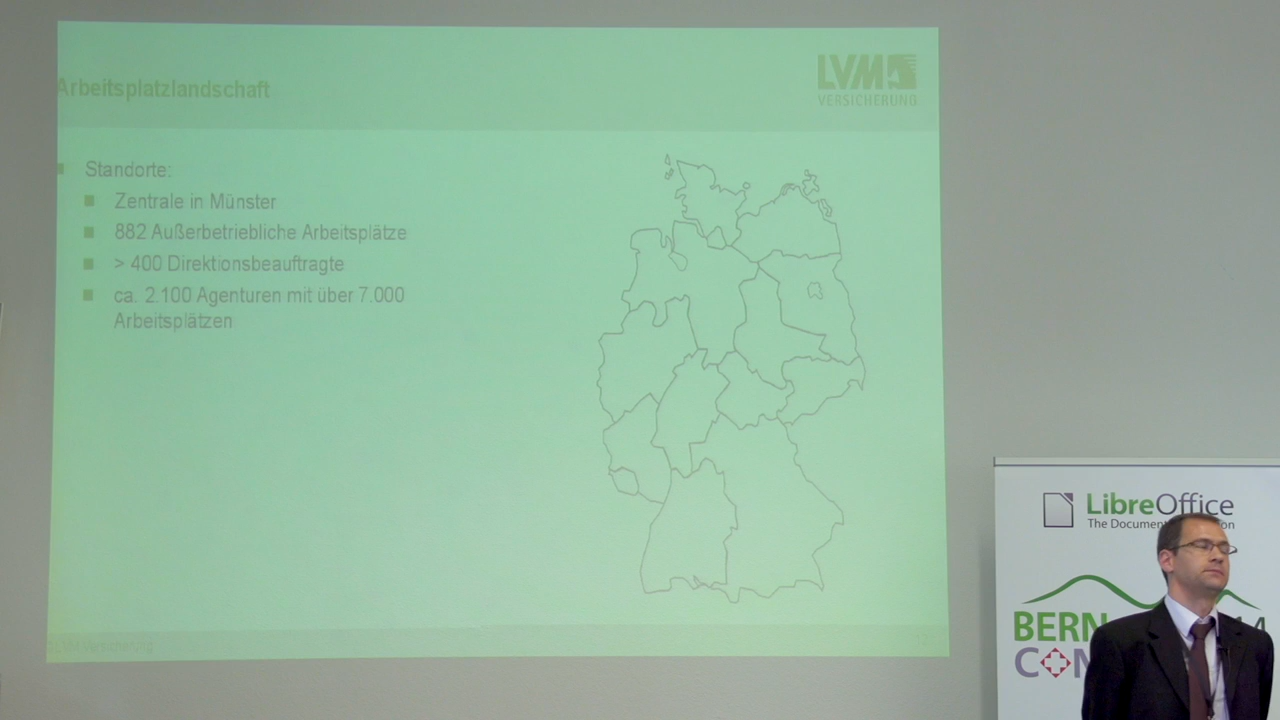 Arbeitsplatzlandschaft
LVM
VERSICHERUNG
Standorte:
Zentrale in Münster
882 Außerbetriebliche Arbeitsplätze
> 400 Direktionsbeauftragte
ca. 2.100 Agenturen mit über 7.000
Arbeitsplätzen
LibreOffice
The Document
BERN
14
CON